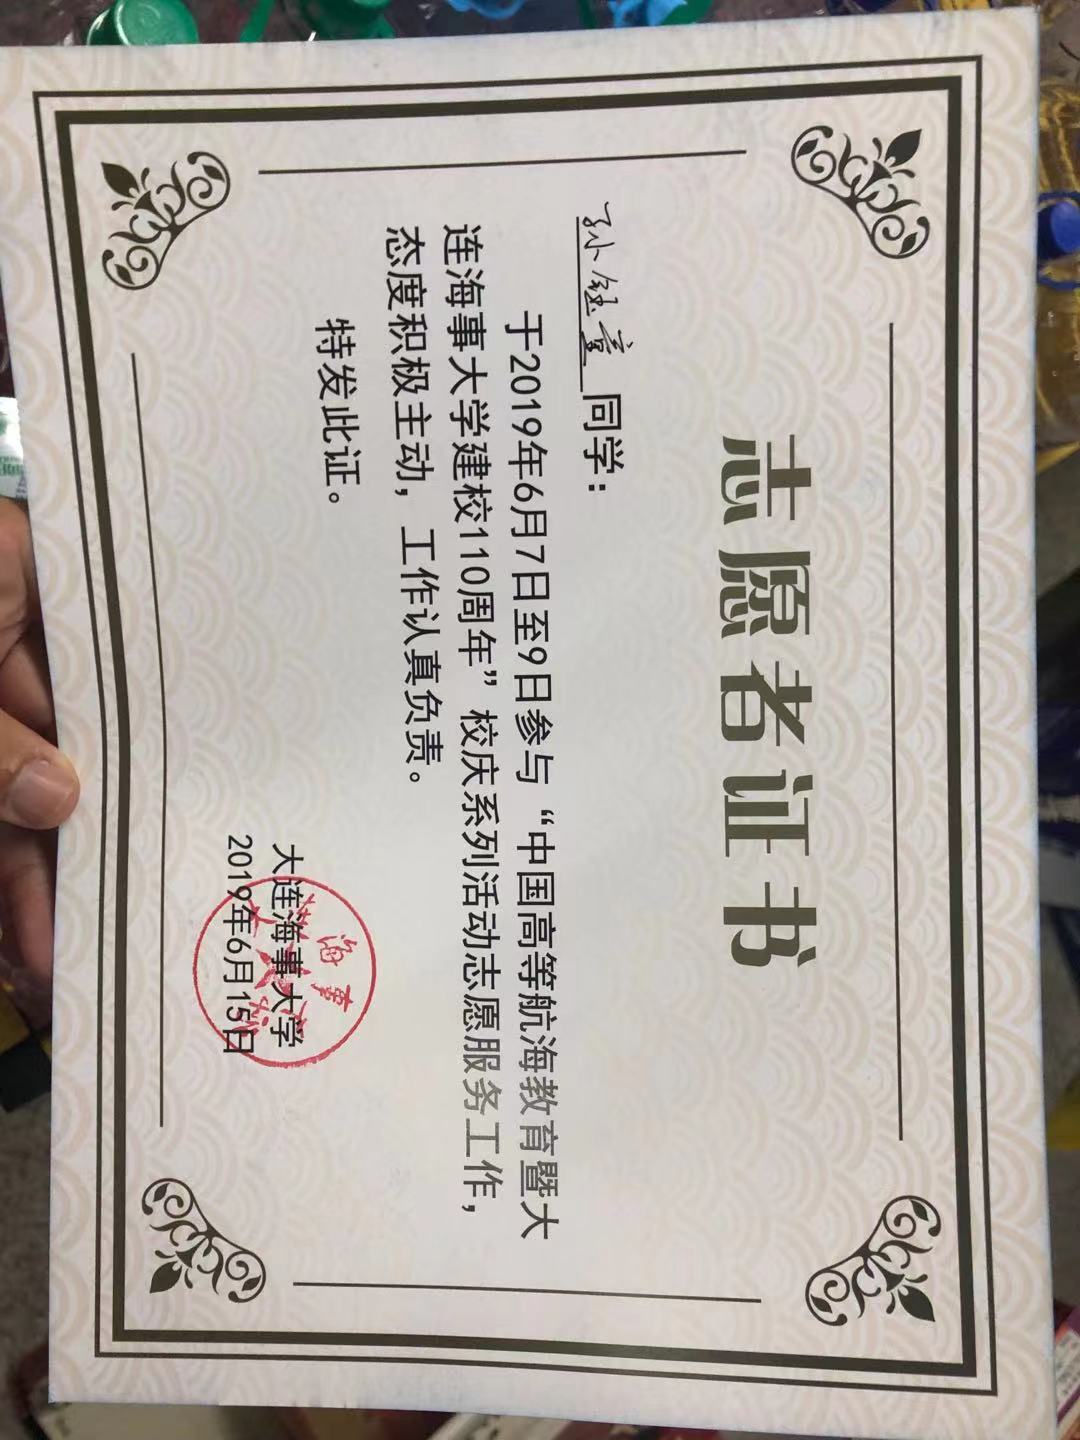 志愿者证书
孙钰萱 同学：
于2019年6月7日至9日参与“中国高等航海教育暨大
连海事大学建校110周年”校庆系列活动志愿服务工作，
态度积极主动，工作认真负责。
特发此证。
大连海事大学
2019年6月15日